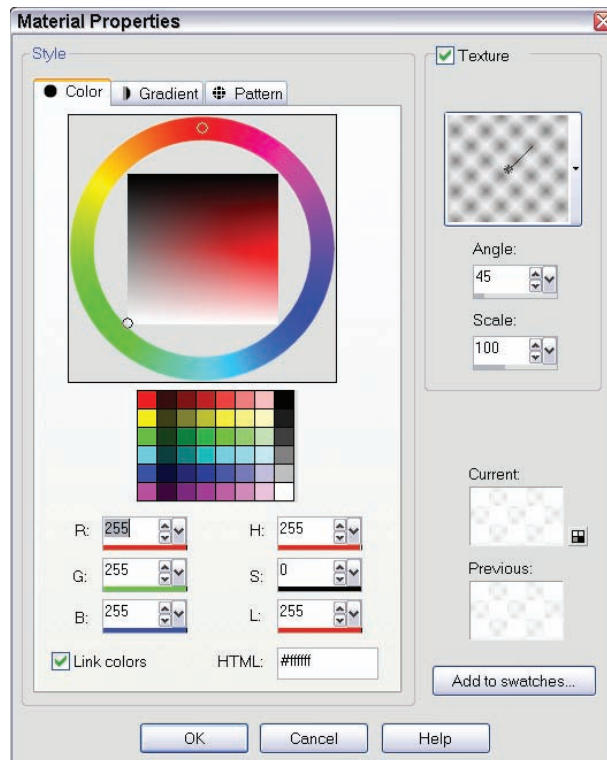 Material Properties
Style
Color
Gradient
Pattern
R: 255
H: 255
G: 255
S: 0
B: 255
L: 255
Link colors
HTML: #ffffff
Texture
Angle:
45
Scale:
100
Current:
Previous:
Add to swatches...
OK
Cancel
Help